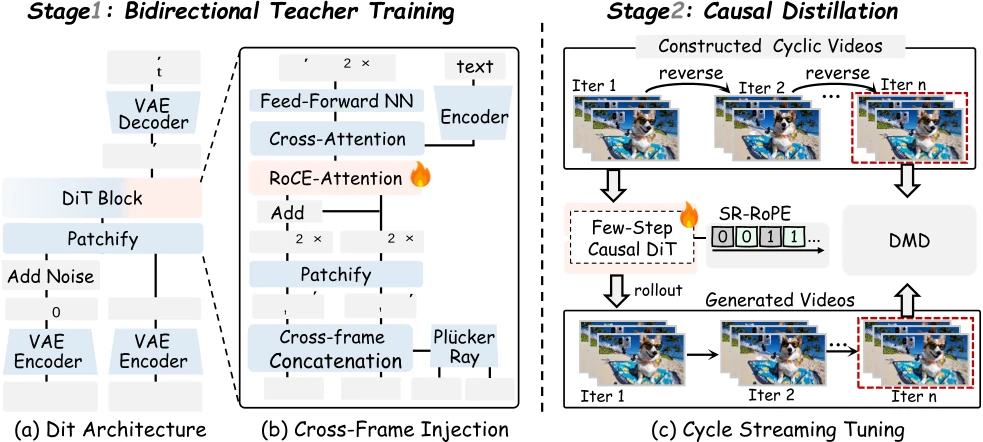 Stage1: Bidirectional Teacher Training
Stage2: Causal Distillation
′
t
VAE
Decoder
′
DiT Block
Patchify
Add Noise
0
VAE
Encoder
VAE
Encoder
(a) Dit Architecture
′ 2 ×
text
Feed-Forward NN
Encoder
Cross-Attention
RoCE-Attention
Add
2 ×
2 ×
Patchify
′
′
Cross-frame
Concatenation
Plücker
Ray
(b) Cross-Frame Injection
Constructed Cyclic Videos
Iter 1
reverse
Iter 2
reverse
...
Iter n
Few-Step
Causal DiT
SR-RoPE
0 0 1 1 ...
DMD
rollout
Generated Videos
...
Iter 1
Iter 2
Iter n
(c) Cycle Streaming Tuning